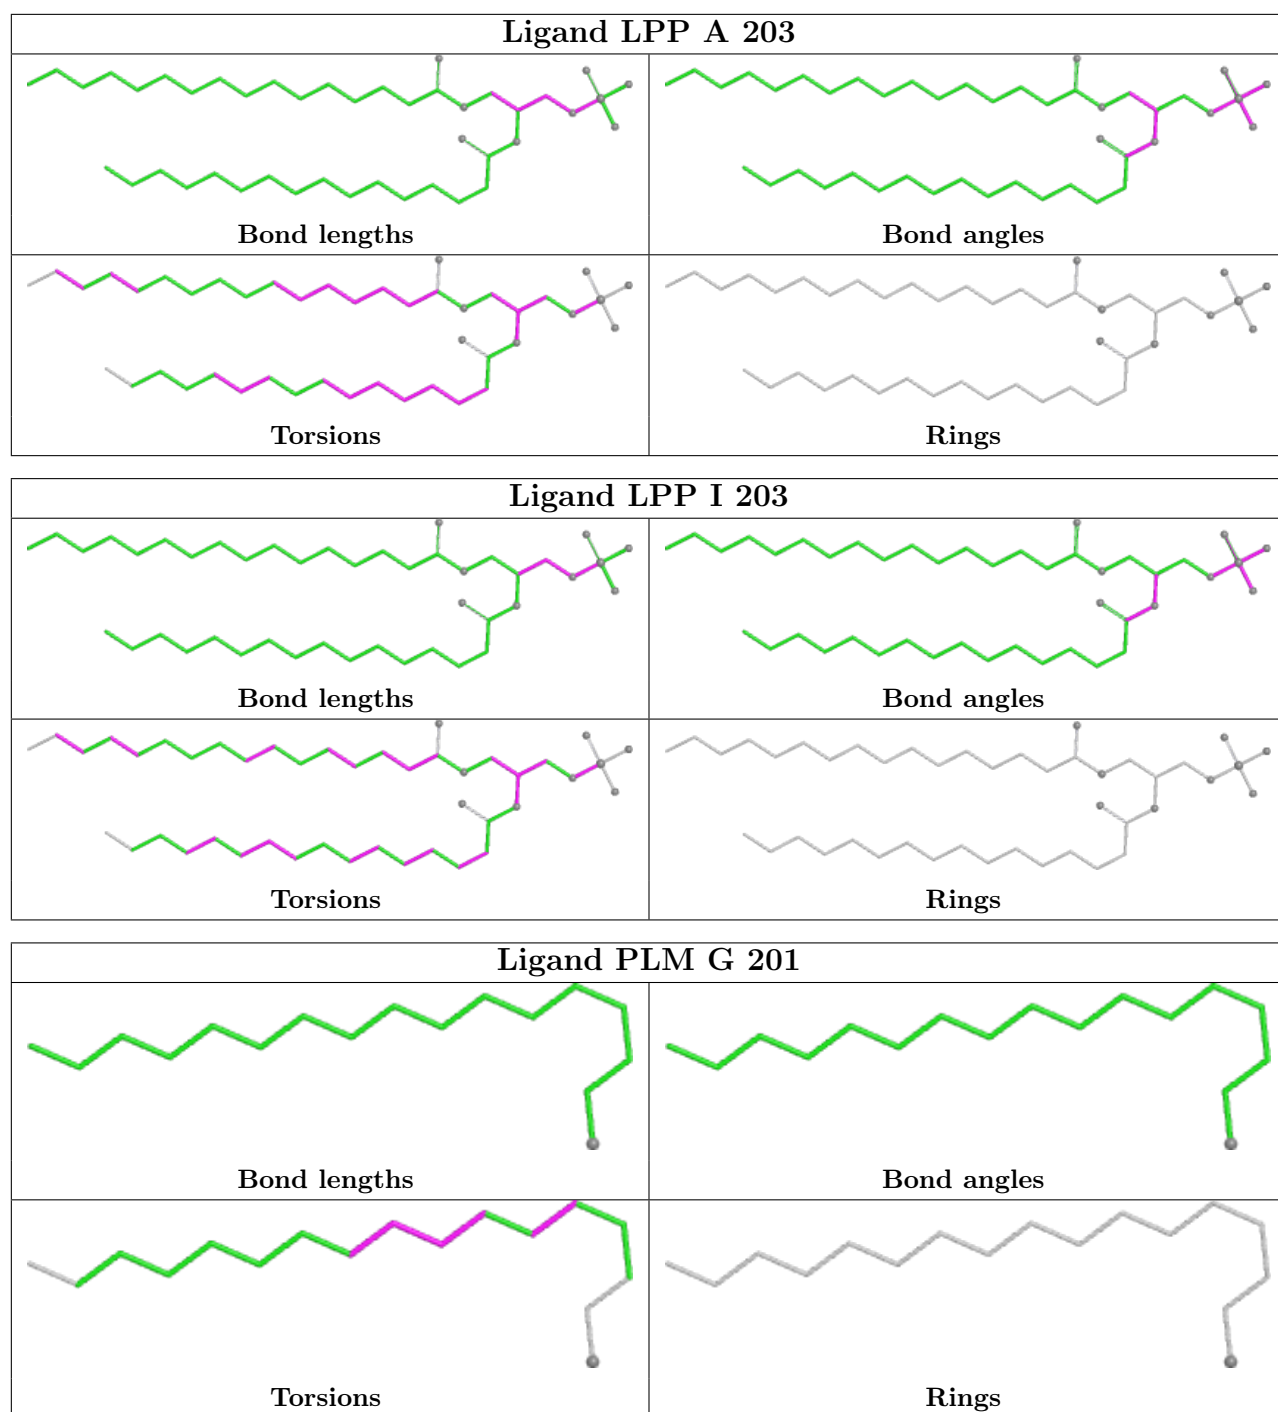 Ligand LPP A 203
Bond lengths
Bond angles
Torsions
Rings
Ligand LPP I 203
Bond lengths
Bond angles
Torsions
Rings
Ligand PLM G 201
Bond lengths
Bond angles
Torsions
Rings